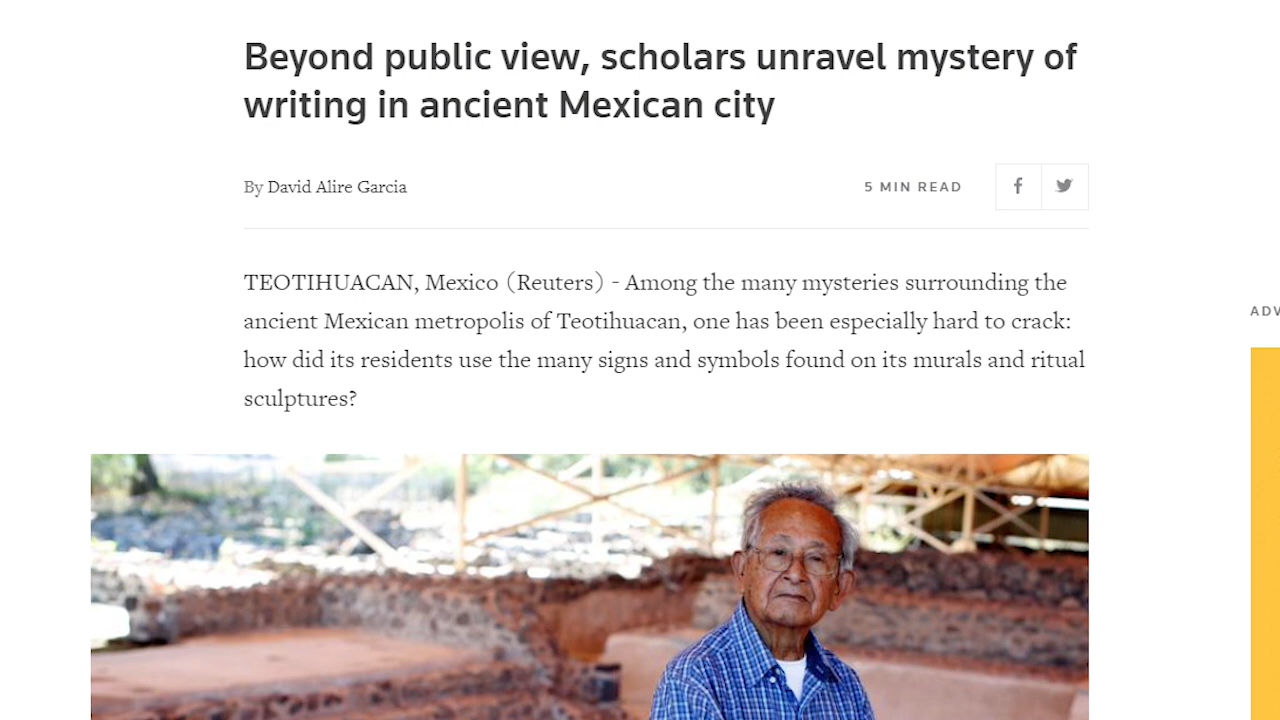 Beyond public view, scholars unravel mystery of
writing in ancient Mexican city
By David Alire Garcia
5 MIN READ
TEOTIHUACAN, Mexico (Reuters) - Among the many mysteries surrounding the
ancient Mexican metropolis of Teotihuacan, one has been especially hard to crack:
how did its residents use the many signs and symbols found on its murals and ritual
sculptures?
ADV